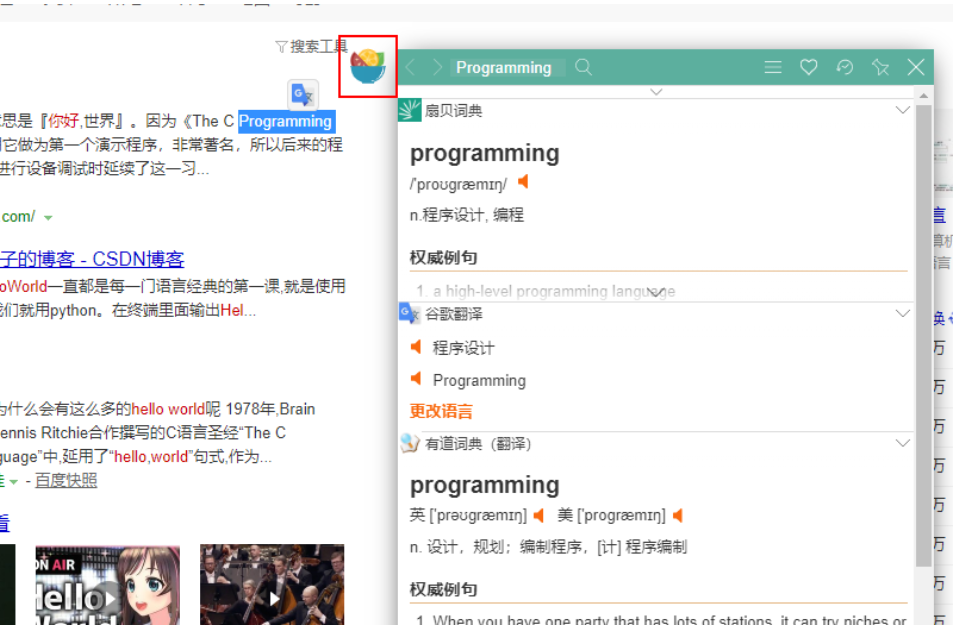 搜索工具
思是『你好,世界』。因为《The C Programming
它做为第一个演示程序，非常著名，所以后来的程
进行设备调试时延续了这一习...
com/
子的博客 - CSDN博客
oWorld一直都是每一门语言经典的第一课,就是使用
我们就用python。在终端里面输出Hel...
为什么会有这么多的hello world呢 1978年,Brain
ennis Ritchie合作撰写的C语言圣经“The C
guage”中,延用了“hello,world”句式,作为...
- 百度快照
看
ON AIR
Hello
World
Programming
扇贝词典
programming
/'proʊgræmɪŋ/
n.程序设计, 编程
权威例句
1. a high-level programming language
谷歌翻译
程序设计
Programming
更改语言
有道词典（翻译）
programming
英 ['prəʊgræmɪŋ] 美 ['progræmɪŋ]
n. 设计，规划；编制程序，[计] 程序编制
权威例句
1. When you have one party that has lots of stations, it can try niches or
言
算机
语言
换
万
万
万
万
万
万
万
万